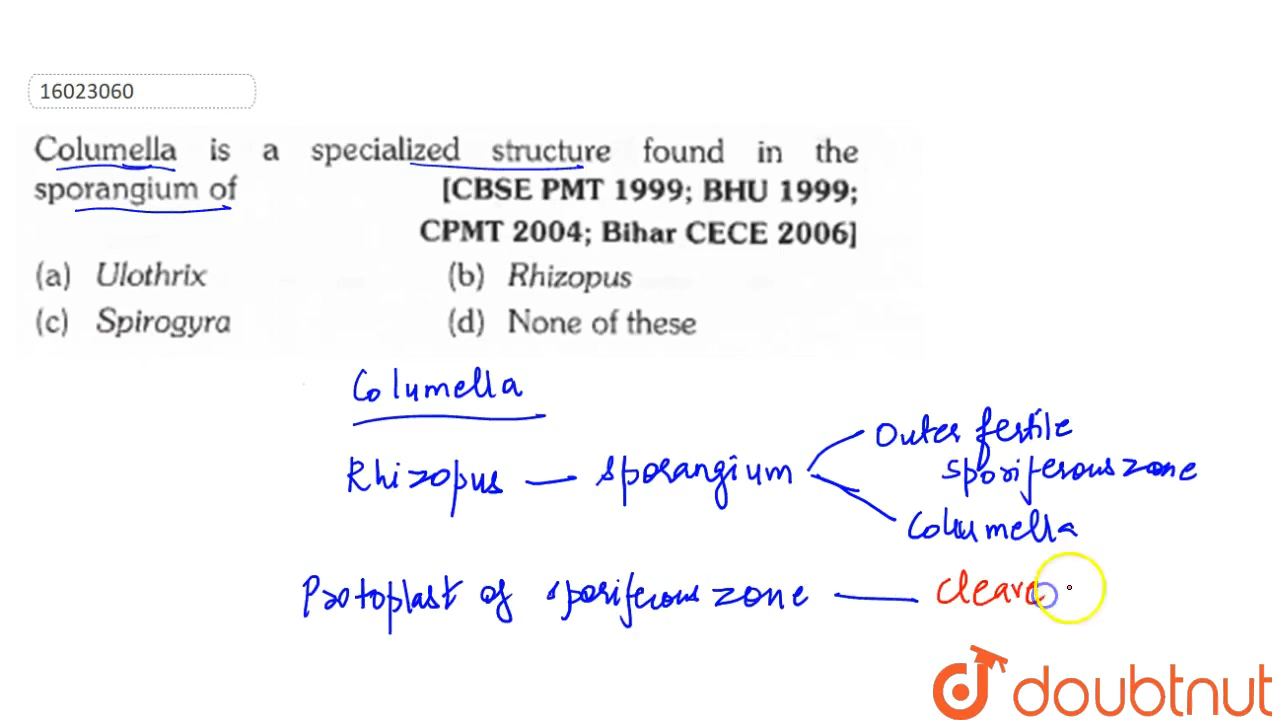 16023060
Columella is a specialized structure found in the
sporangium of [CBSE PMT 1999; BHU 1999;
CPMT 2004; Bihar CECE 2006]
(a) Ulothrix (b) Rhizopus
(c) Spirogyra (d) None of these
Columella
Rhizopus — sporangium
Outer fertile
sporiferous zone
Columella
Protoplast of sporiferous zone — cleave
doubtnut